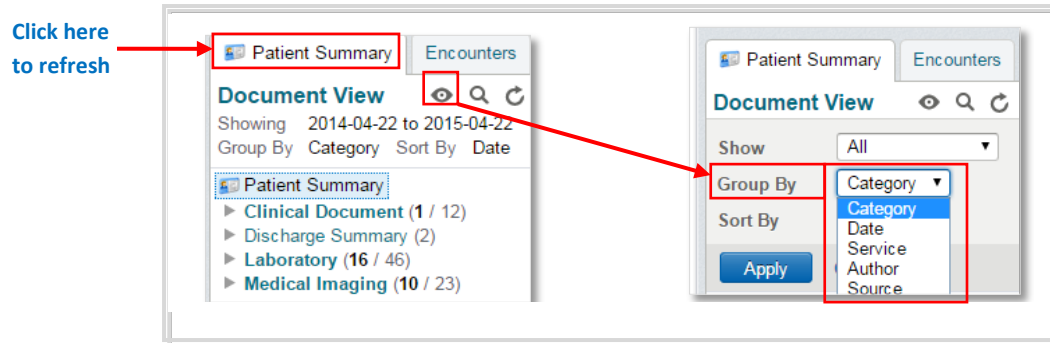 Click here
to refresh
Patient Summary
Encounters
Document View
Showing 2014-04-22 to 2015-04-22
Group By Category Sort By Date
Patient Summary
Clinical Document (1 / 12)
Discharge Summary (2)
Laboratory (16 / 46)
Medical Imaging (10 / 23)
Patient Summary
Encounters
Document View
Show All
Group By Category
Category
Sort By
Date
Service
Apply
Author
Source